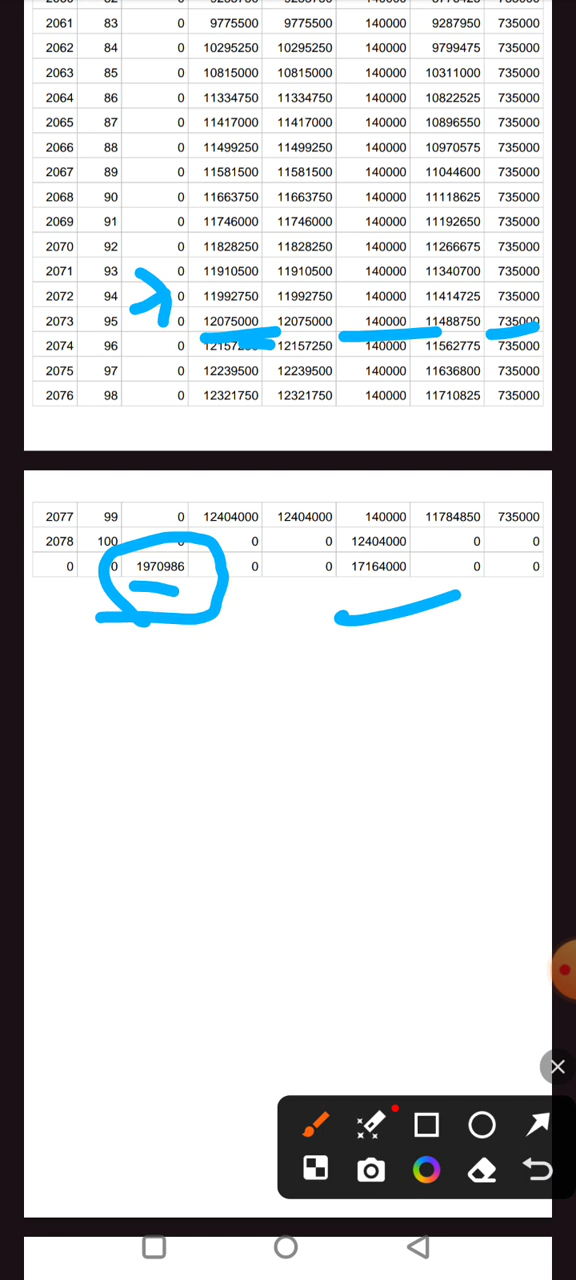 2061 83 0 9775500 9775500 140000 9287950 735000
2062 84 0 10295250 10295250 140000 9799475 735000
2063 85 0 10815000 10815000 140000 10311000 735000
2064 86 0 11334750 11334750 140000 10822525 735000
2065 87 0 11417000 11417000 140000 10896550 735000
2066 88 0 11499250 11499250 140000 10970575 735000
2067 89 0 11581500 11581500 140000 11044600 735000
2068 90 0 11663750 11663750 140000 11118625 735000
2069 91 0 11746000 11746000 140000 11192650 735000
2070 92 0 11828250 11828250 140000 11266675 735000
2071 93 0 11910500 11910500 140000 11340700 735000
2072 94 0 11992750 11992750 140000 11414725 735000
2073 95 0 12075000 12075000 140000 11488750 735000
2074 96 0 12157250 140000 11562775 735000
2075 97 0 12239500 12239500 140000 11636800 735000
2076 98 0 12321750 12321750 140000 11710825 735000
2077 99 0 12404000 12404000 140000 11784850 735000
2078 100 0 0 0 12404000 0 0
0 0 1970986 0 0 17164000 0 0